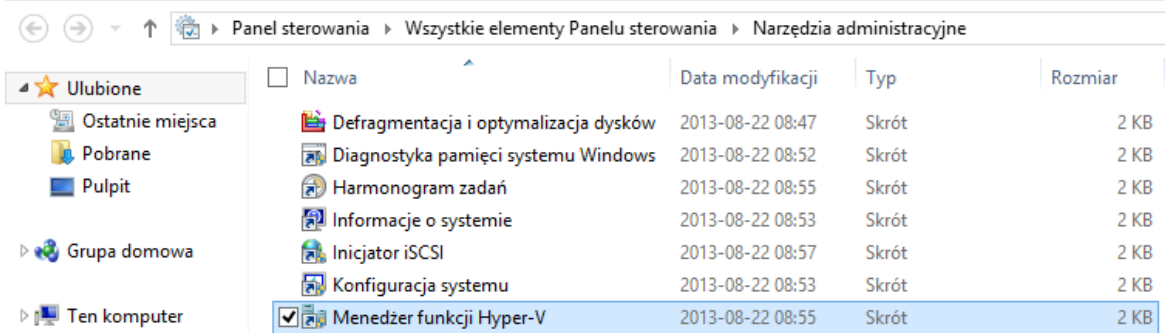 Panel sterowania Wszystkie elementy Panelu sterowania Narzędzia administracyjne
Ulubione
Ostatnie miejsca
Pobrane
Pulpit
Grupa domowa
Ten komputer
Nazwa Data modyfikacji Typ Rozmiar
Defragmentacja i optymalizacja dysków 2013-08-22 08:47 Skrót 2 KB
Diagnostyka pamięci systemu Windows 2013-08-22 08:52 Skrót 2 KB
Harmonogram zadań 2013-08-22 08:55 Skrót 2 KB
Informacje o systemie 2013-08-22 08:53 Skrót 2 KB
Inicjator iSCSI 2013-08-22 08:57 Skrót 2 KB
Konfiguracja systemu 2013-08-22 08:53 Skrót 2 KB
Menedżer funkcji Hyper-V 2013-08-22 08:55 Skrót 2 KB